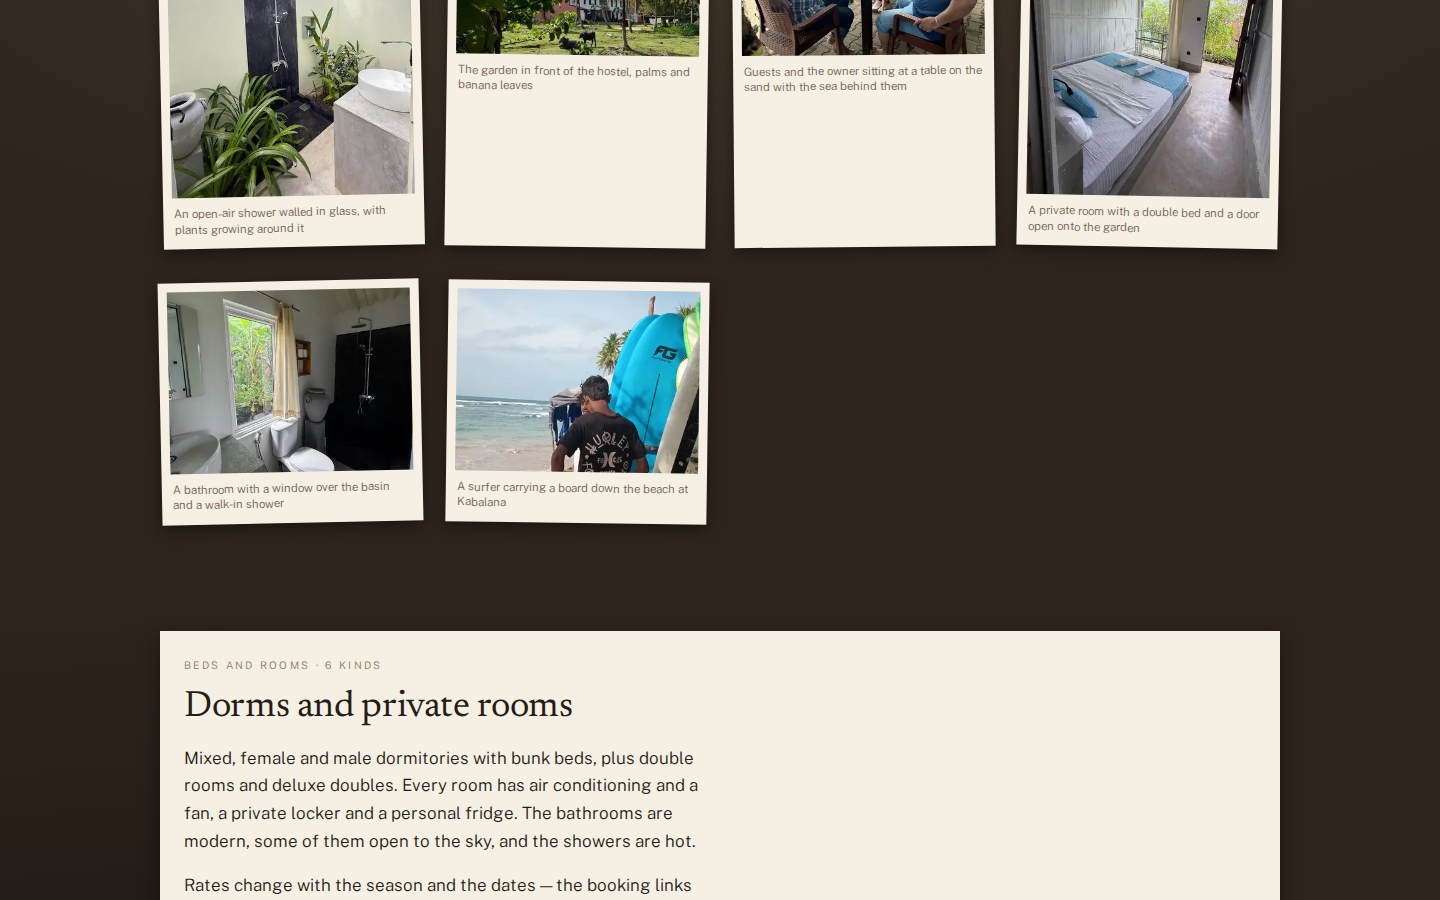 The garden in front of the hostel, palms and
banana leaves
Guests and the owner sitting at a table on the
sand with the sea behind them
An open-air shower walled in glass, with
plants growing around it
A private room with a double bed and a door
open onto the garden
FG
HURLEY
A bathroom with a window over the basin
and a walk-in shower
A surfer carrying a board down the beach at
Kabalana
BEDS AND ROOMS · 6 KINDS
Dorms and private rooms
Mixed, female and male dormitories with bunk beds, plus double
rooms and deluxe doubles. Every room has air conditioning and a
fan, a private locker and a personal fridge. The bathrooms are
modern, some of them open to the sky, and the showers are hot.
Rates change with the season and the dates — the booking links